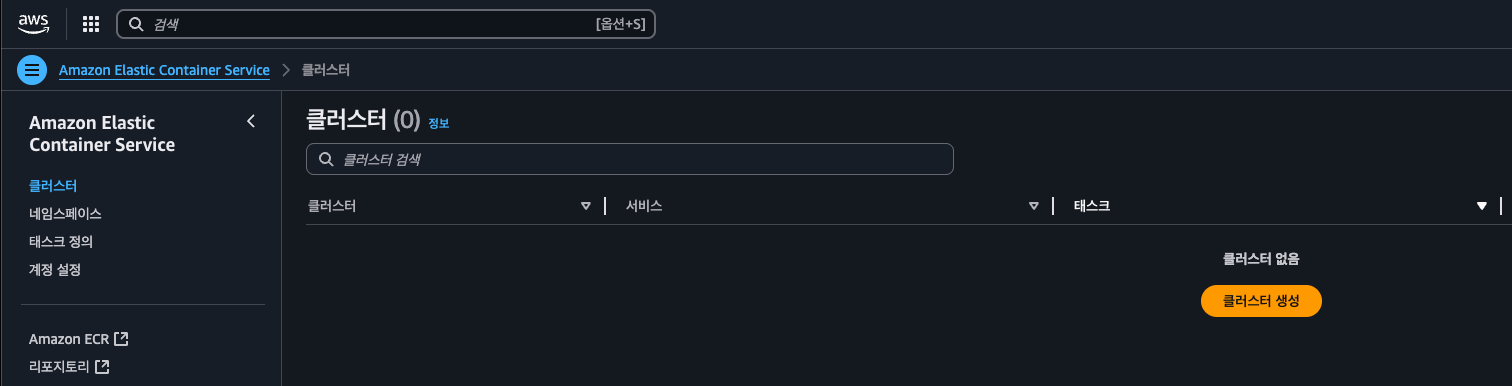 aws
검색 [옵션+S]
Amazon Elastic Container Service > 클러스터
Amazon Elastic
Container Service
클러스터
네임스페이스
태스크 정의
계정 설정
Amazon ECR
리포지토리
클러스터 (0) 정보
클러스터 검색
클러스터 서비스 태스크
클러스터 없음
클러스터 생성